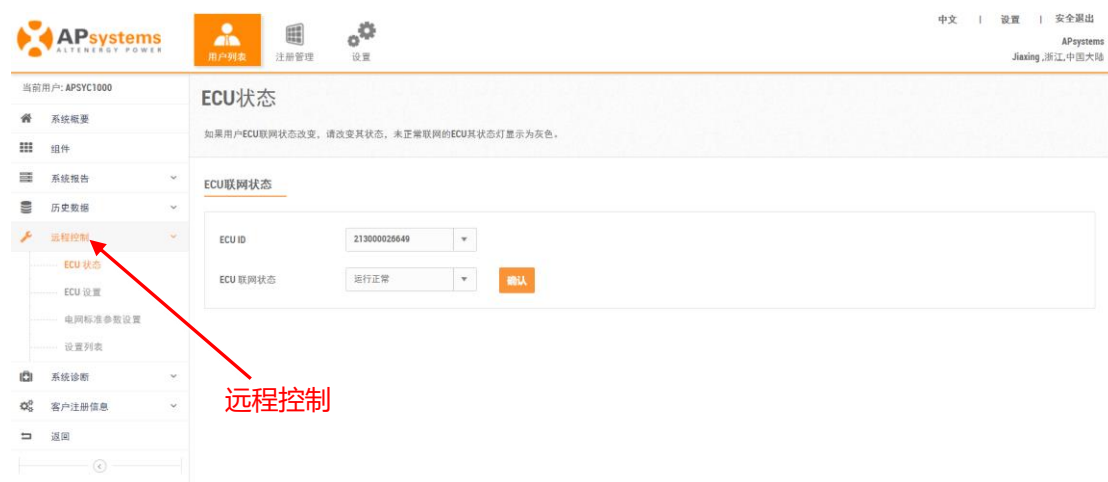 APsystems
ALTENERGY POWER
用户列表
注册管理
设置
中文 | 设置 | 安全退出
APsystems
Jiaxing ,浙江,中国大陆
当前用户: APSYC1000
系统概要
组件
系统报告
历史数据
远程控制
ECU 状态
ECU 设置
电网标准参数设置
设置列表
系统诊断
客户注册信息
返回
ECU状态
如果用户ECU联网状态改变，请改变其状态，未正常联网的ECU其状态灯显示为灰色。
ECU联网状态
ECU ID
213000026649
ECU 联网状态
运行正常
确认
远程控制